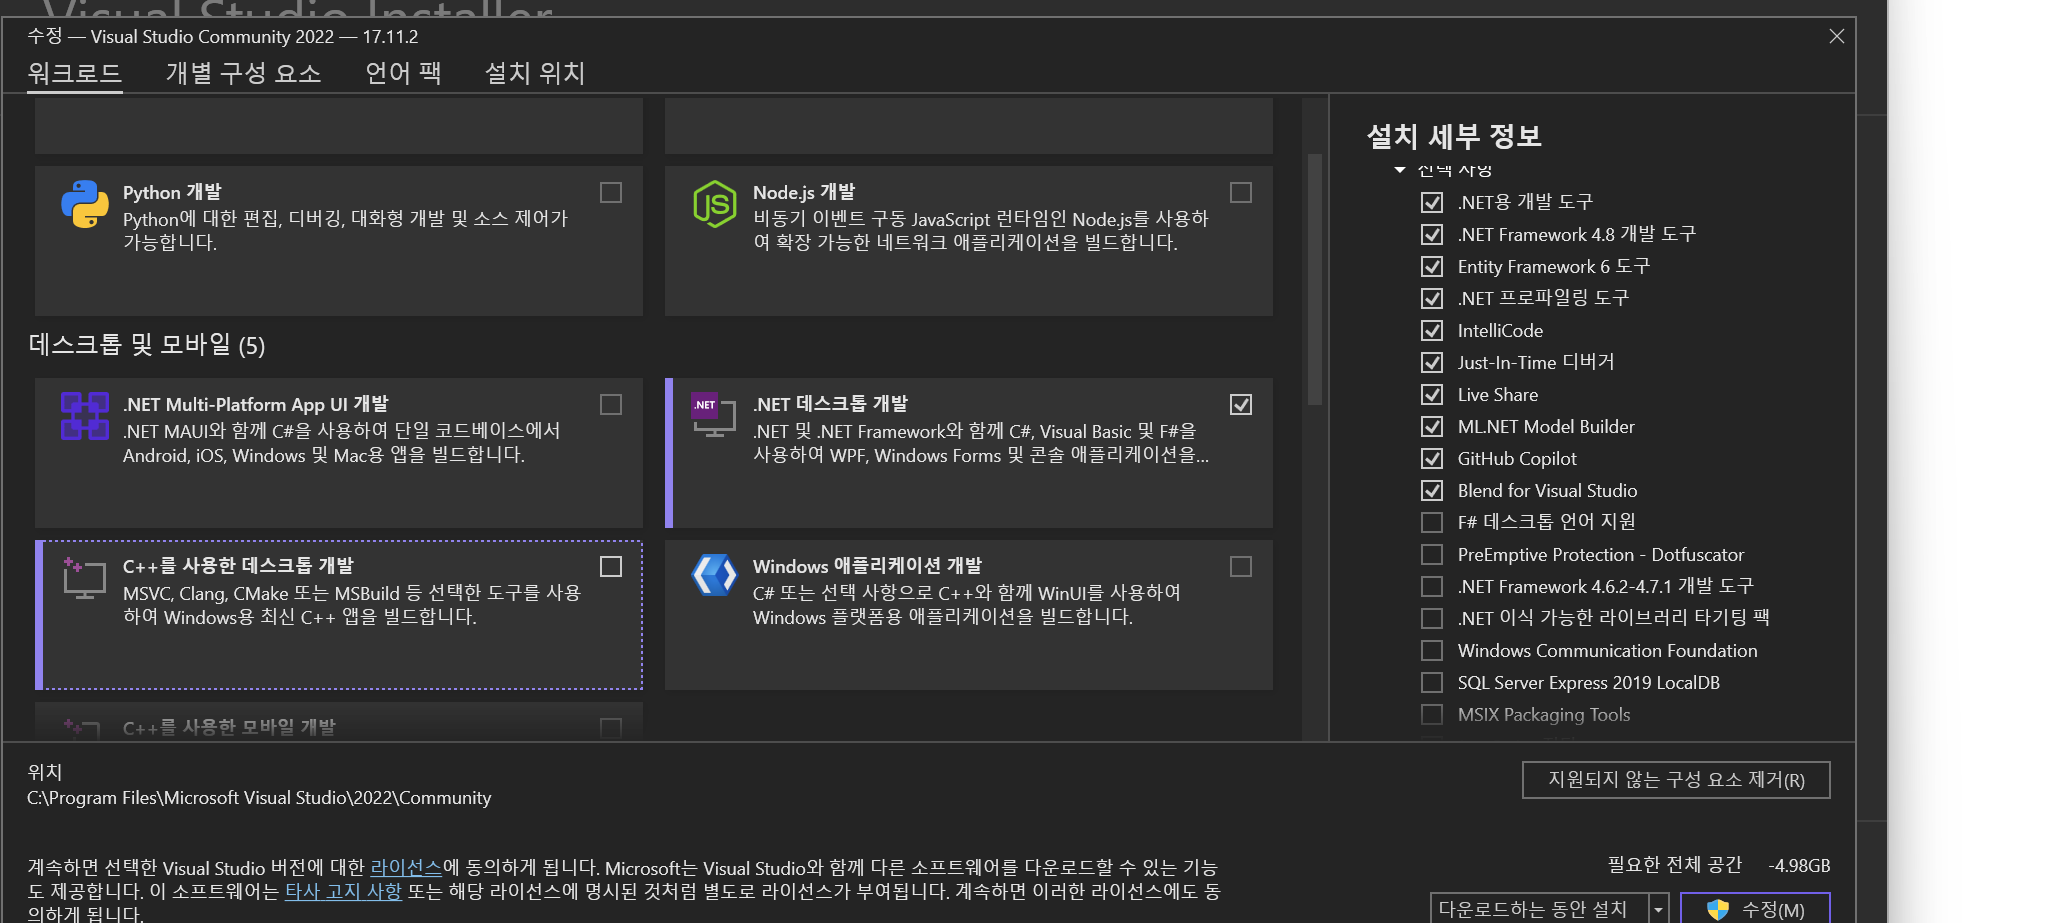 Visual Studio Installer
수정 — Visual Studio Community 2022 — 17.11.2
워크로드 개별 구성 요소 언어 팩 설치 위치
Python 개발
Python에 대한 편집, 디버깅, 대화형 개발 및 소스 제어가
가능합니다.
Node.js 개발
비동기 이벤트 구동 JavaScript 런타임인 Node.js를 사용하
여 확장 가능한 네트워크 애플리케이션을 빌드합니다.
데스크톱 및 모바일 (5)
.NET Multi-Platform App UI 개발
.NET MAUI와 함께 C#을 사용하여 단일 코드베이스에서
Android, iOS, Windows 및 Mac용 앱을 빌드합니다.
.NET
.NET 데스크톱 개발
.NET 및 .NET Framework와 함께 C#, Visual Basic 및 F#을
사용하여 WPF, Windows Forms 및 콘솔 애플리케이션을...
C++를 사용한 데스크톱 개발
MSVC, Clang, CMake 또는 MSBuild 등 선택한 도구를 사용
하여 Windows용 최신 C++ 앱을 빌드합니다.
Windows 애플리케이션 개발
C# 또는 선택 사항으로 C++와 함께 WinUI를 사용하여
Windows 플랫폼용 애플리케이션을 빌드합니다.
C++를 사용한 모바일 개발
설치 세부 정보
선택 사항
.NET용 개발 도구
.NET Framework 4.8 개발 도구
Entity Framework 6 도구
.NET 프로파일링 도구
IntelliCode
Just-In-Time 디버거
Live Share
ML.NET Model Builder
GitHub Copilot
Blend for Visual Studio
F# 데스크톱 언어 지원
PreEmptive Protection - Dotfuscator
.NET Framework 4.6.2-4.7.1 개발 도구
.NET 이식 가능한 라이브러리 타기팅 팩
Windows Communication Foundation
SQL Server Express 2019 LocalDB
MSIX Packaging Tools
위치
C:\Program Files\Microsoft Visual Studio\2022\Community
지원되지 않는 구성 요소 제거(R)
계속하면 선택한 Visual Studio 버전에 대한 라이선스에 동의하게 됩니다. Microsoft는 Visual Studio와 함께 다른 소프트웨어를 다운로드할 수 있는 기능
도 제공합니다. 이 소프트웨어는 타사 고지 사항 또는 해당 라이선스에 명시된 것처럼 별도로 라이선스가 부여됩니다. 계속하면 이러한 라이선스에도 동
의하게 됩니다.
필요한 전체 공간 -4.98GB
다운로드하는 동안 설치
수정(M)